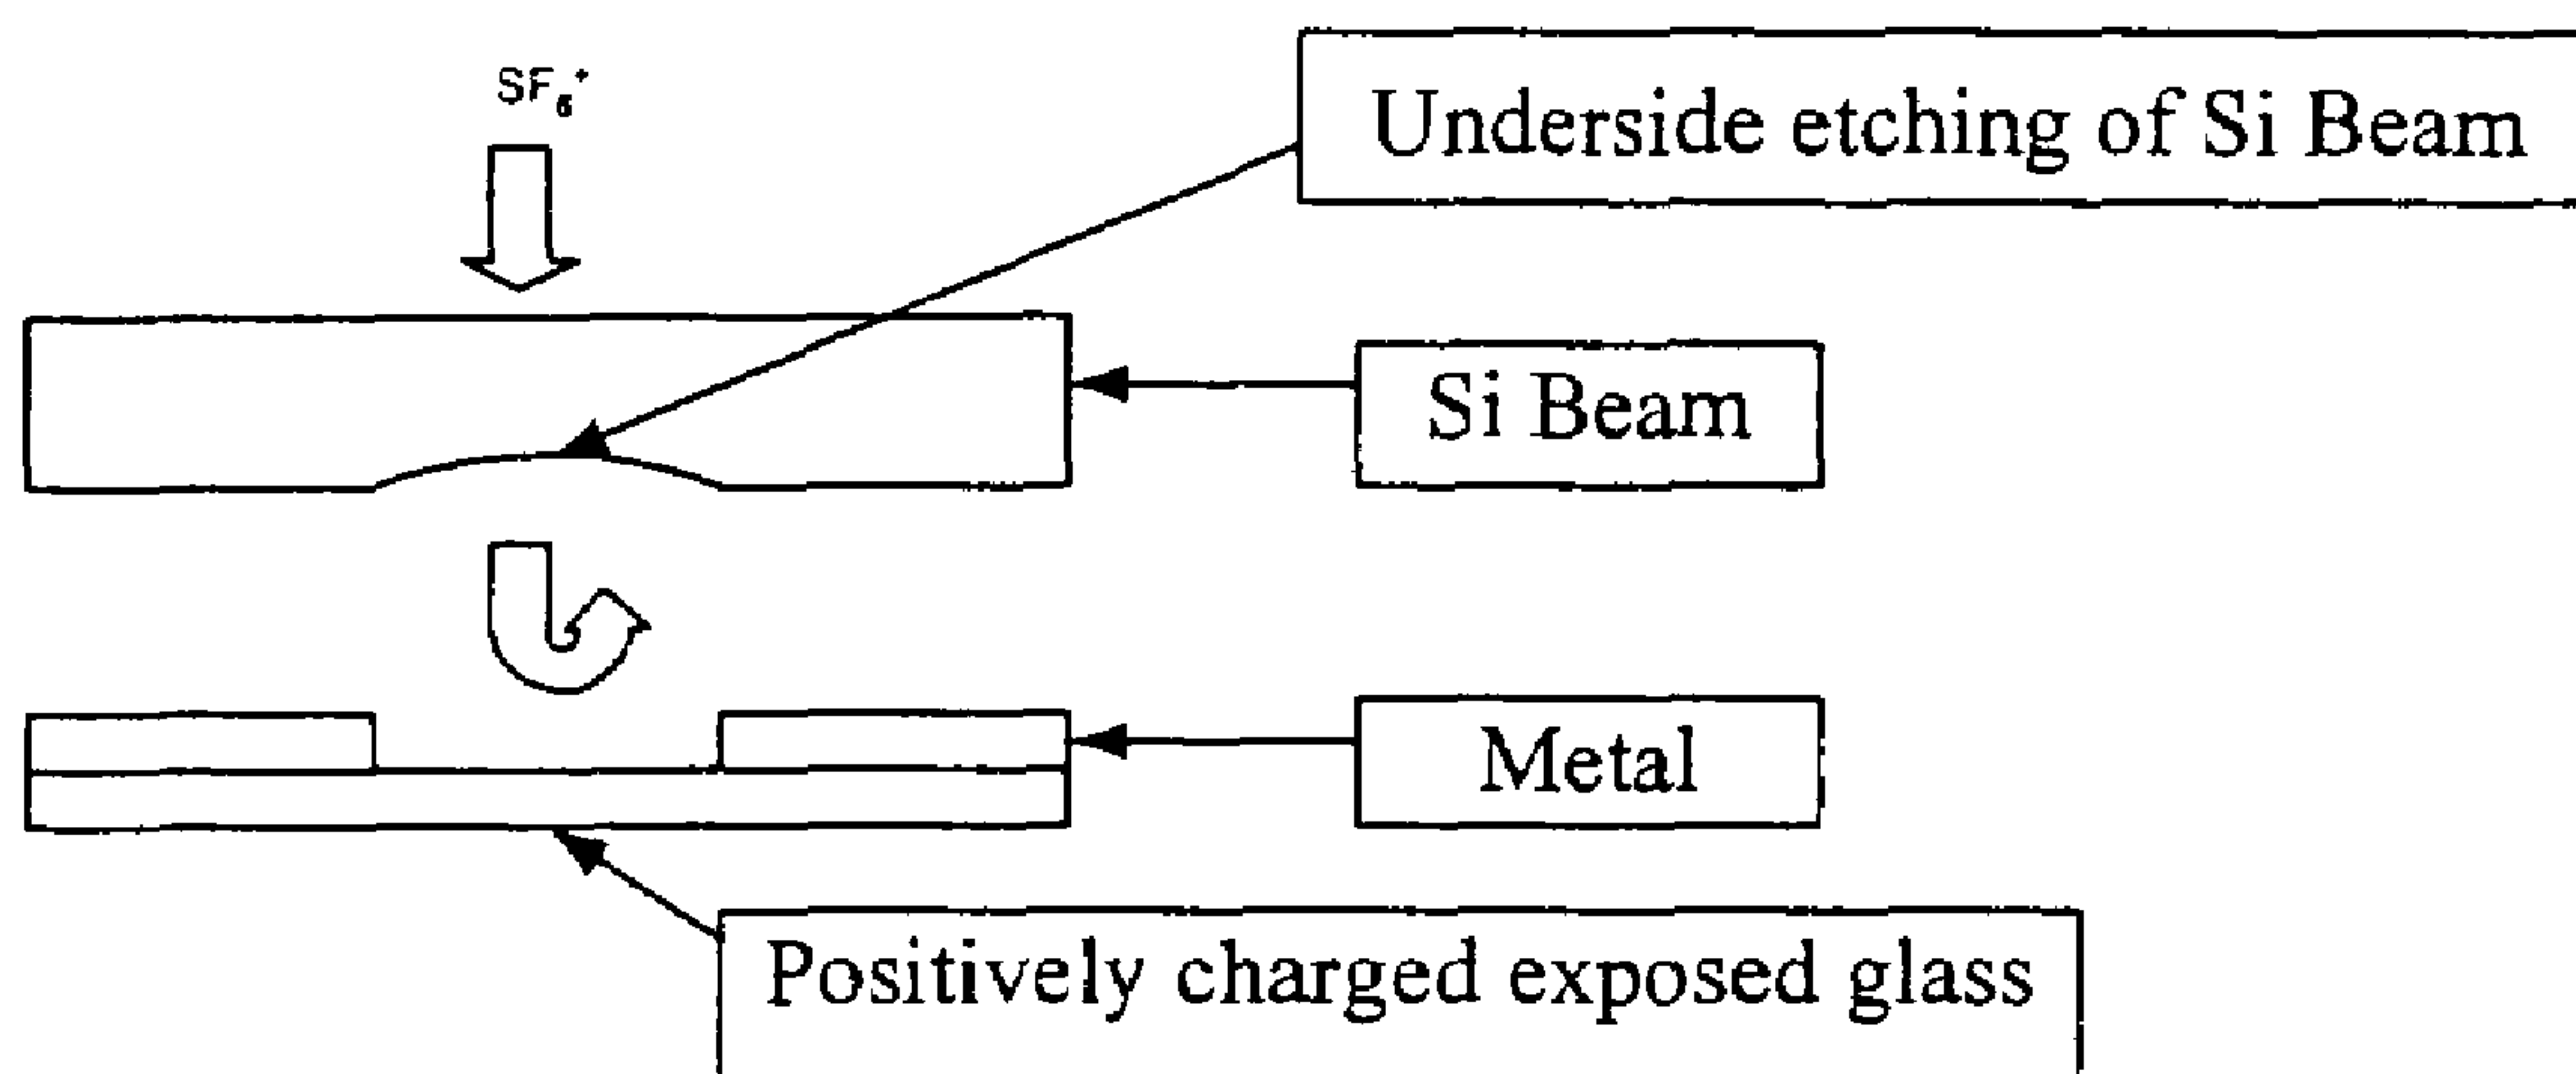 SF₆⁺
Underside etching of Si Beam
Si Beam
Metal
Positively charged exposed glass